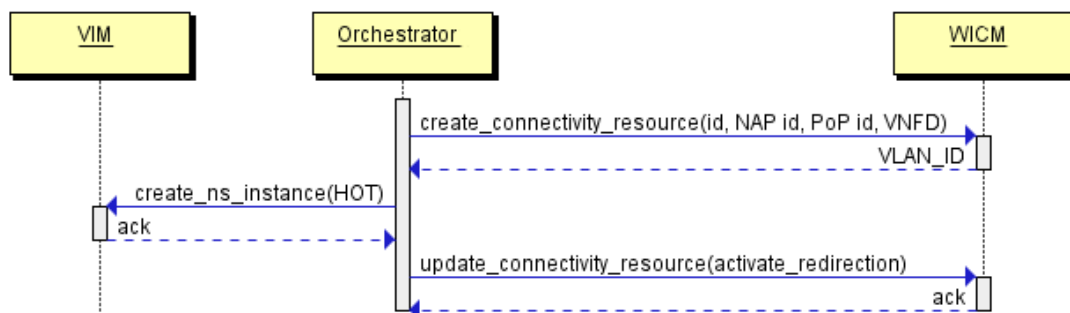 VIM
Orchestrator
WICM
create_connectivity_resource(id, NAP id, PoP id, VNFD)
VLAN_ID
create_ns_instance(HOT)
ack
update_connectivity_resource(activate_redirection)
ack